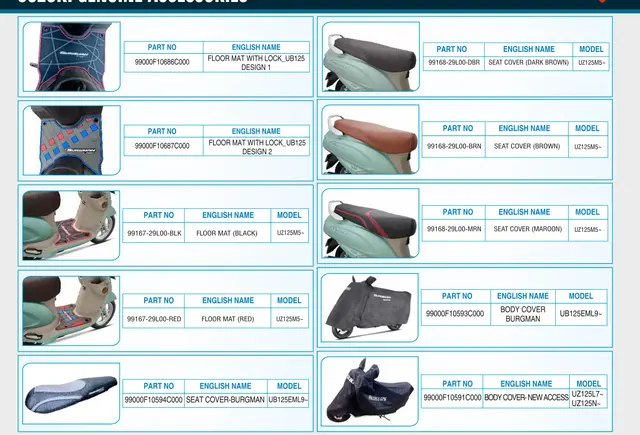 SUZUKI GENUINE ACCESSORIES
PART NO ENGLISH NAME
99000F10686C000 FLOOR MAT WITH LOCK_UB125
DESIGN 1
PART NO ENGLISH NAME
99000F10687C000 FLOOR MAT WITH LOCK_UB125
DESIGN 2
PART NO ENGLISH NAME MODEL
99167-29L00-BLK FLOOR MAT (BLACK) UZ125M5~
PART NO ENGLISH NAME MODEL
99167-29L00-RED FLOOR MAT (RED) UZ125M5~
PART NO ENGLISH NAME MODEL
99000F10594C000 SEAT COVER-BURGMAN UB125EML9~
PART NO ENGLISH NAME MODEL
99168-29L00-DBR SEAT COVER (DARK BROWN) UZ125M5~
PART NO ENGLISH NAME MODEL
99168-29L00-BRN SEAT COVER (BROWN) UZ125M5~
PART NO ENGLISH NAME MODEL
99168-29L00-MRN SEAT COVER (MAROON) UZ125M5~
PART NO ENGLISH NAME MODEL
99000F10593C000 BODY COVER
BURGMAN UB125EML9~
PART NO ENGLISH NAME MODEL
99000F10591C000 BODY COVER- NEW ACCESS UZ125L7~
UZ125N~